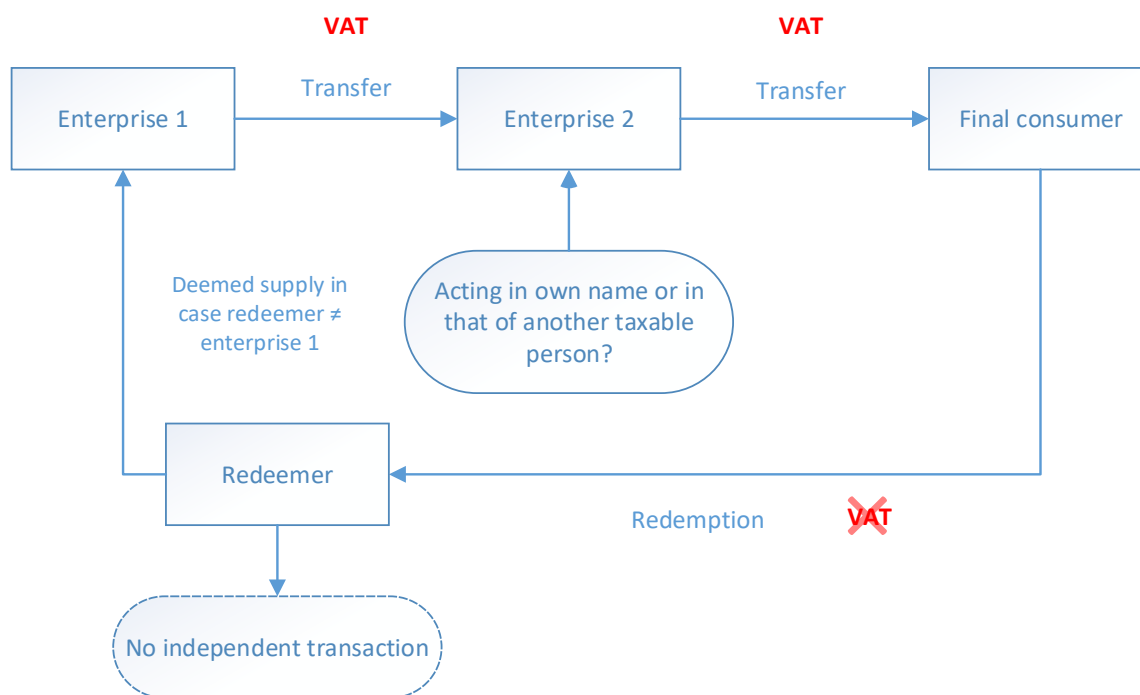 VAT
VAT
Transfer
Transfer
Enterprise 1
Enterprise 2
Final consumer
Deemed supply in
case redeemer ≠
enterprise 1
Acting in own name or in
that of another taxable
person?
Redeemer
Redemption
VAT
No independent transaction